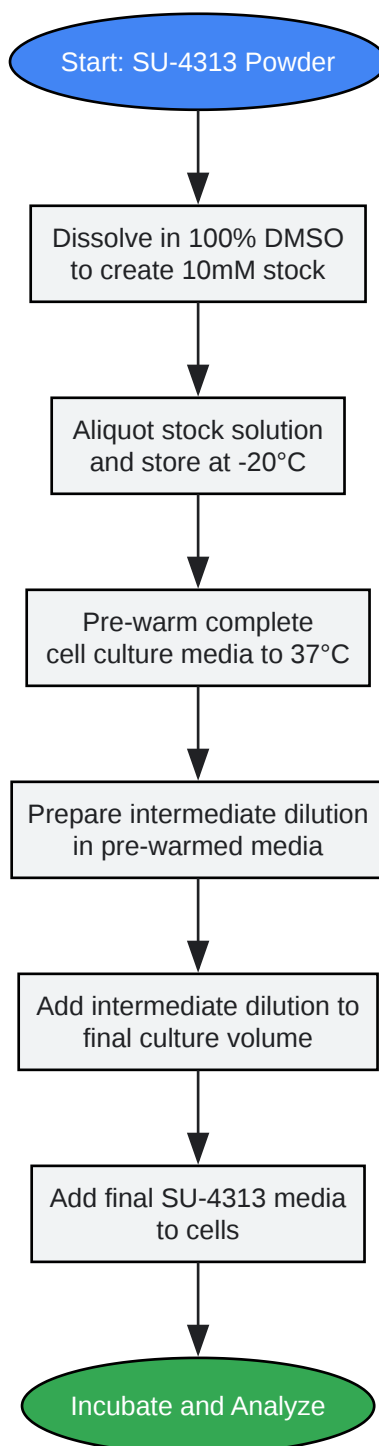 Start: SU-4313 Powder
Dissolve in 100% DMSO
to create 10mM stock
Aliquot stock solution
and store at -20°C
Pre-warm complete
cell culture media to 37°C
Prepare intermediate dilution
in pre-warmed media
Add intermediate dilution to
final culture volume
Add final SU-4313 media
to cells
Incubate and Analyze